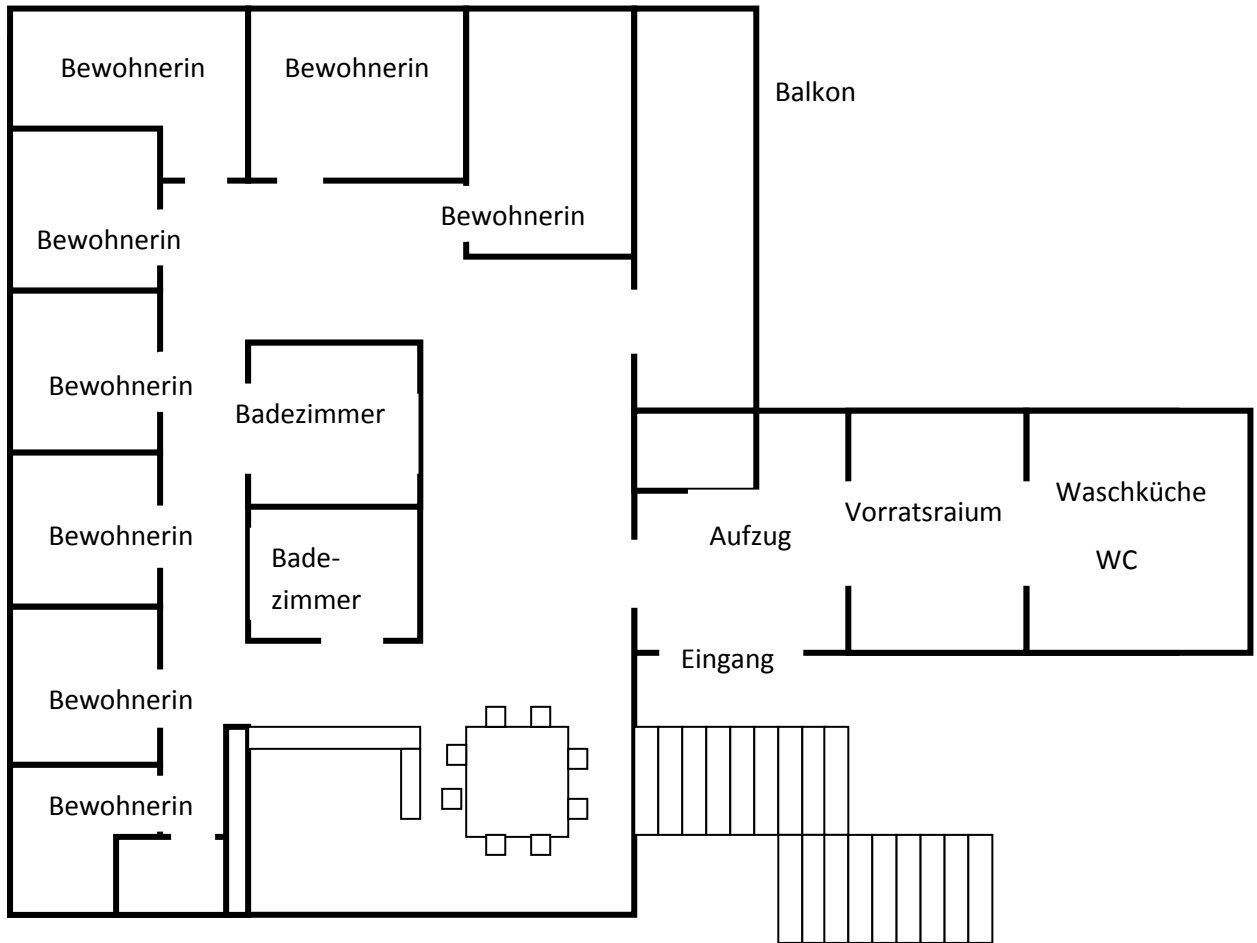 Bewohnerin
Bewohnerin
Balkon
Bewohnerin
Bewohnerin
Bewohnerin
Badezimmer
Waschküche
WC
Vorratsraium
Aufzug
Bewohnerin
Bade-
zimmer
Eingang
Bewohnerin
Bewohnerin